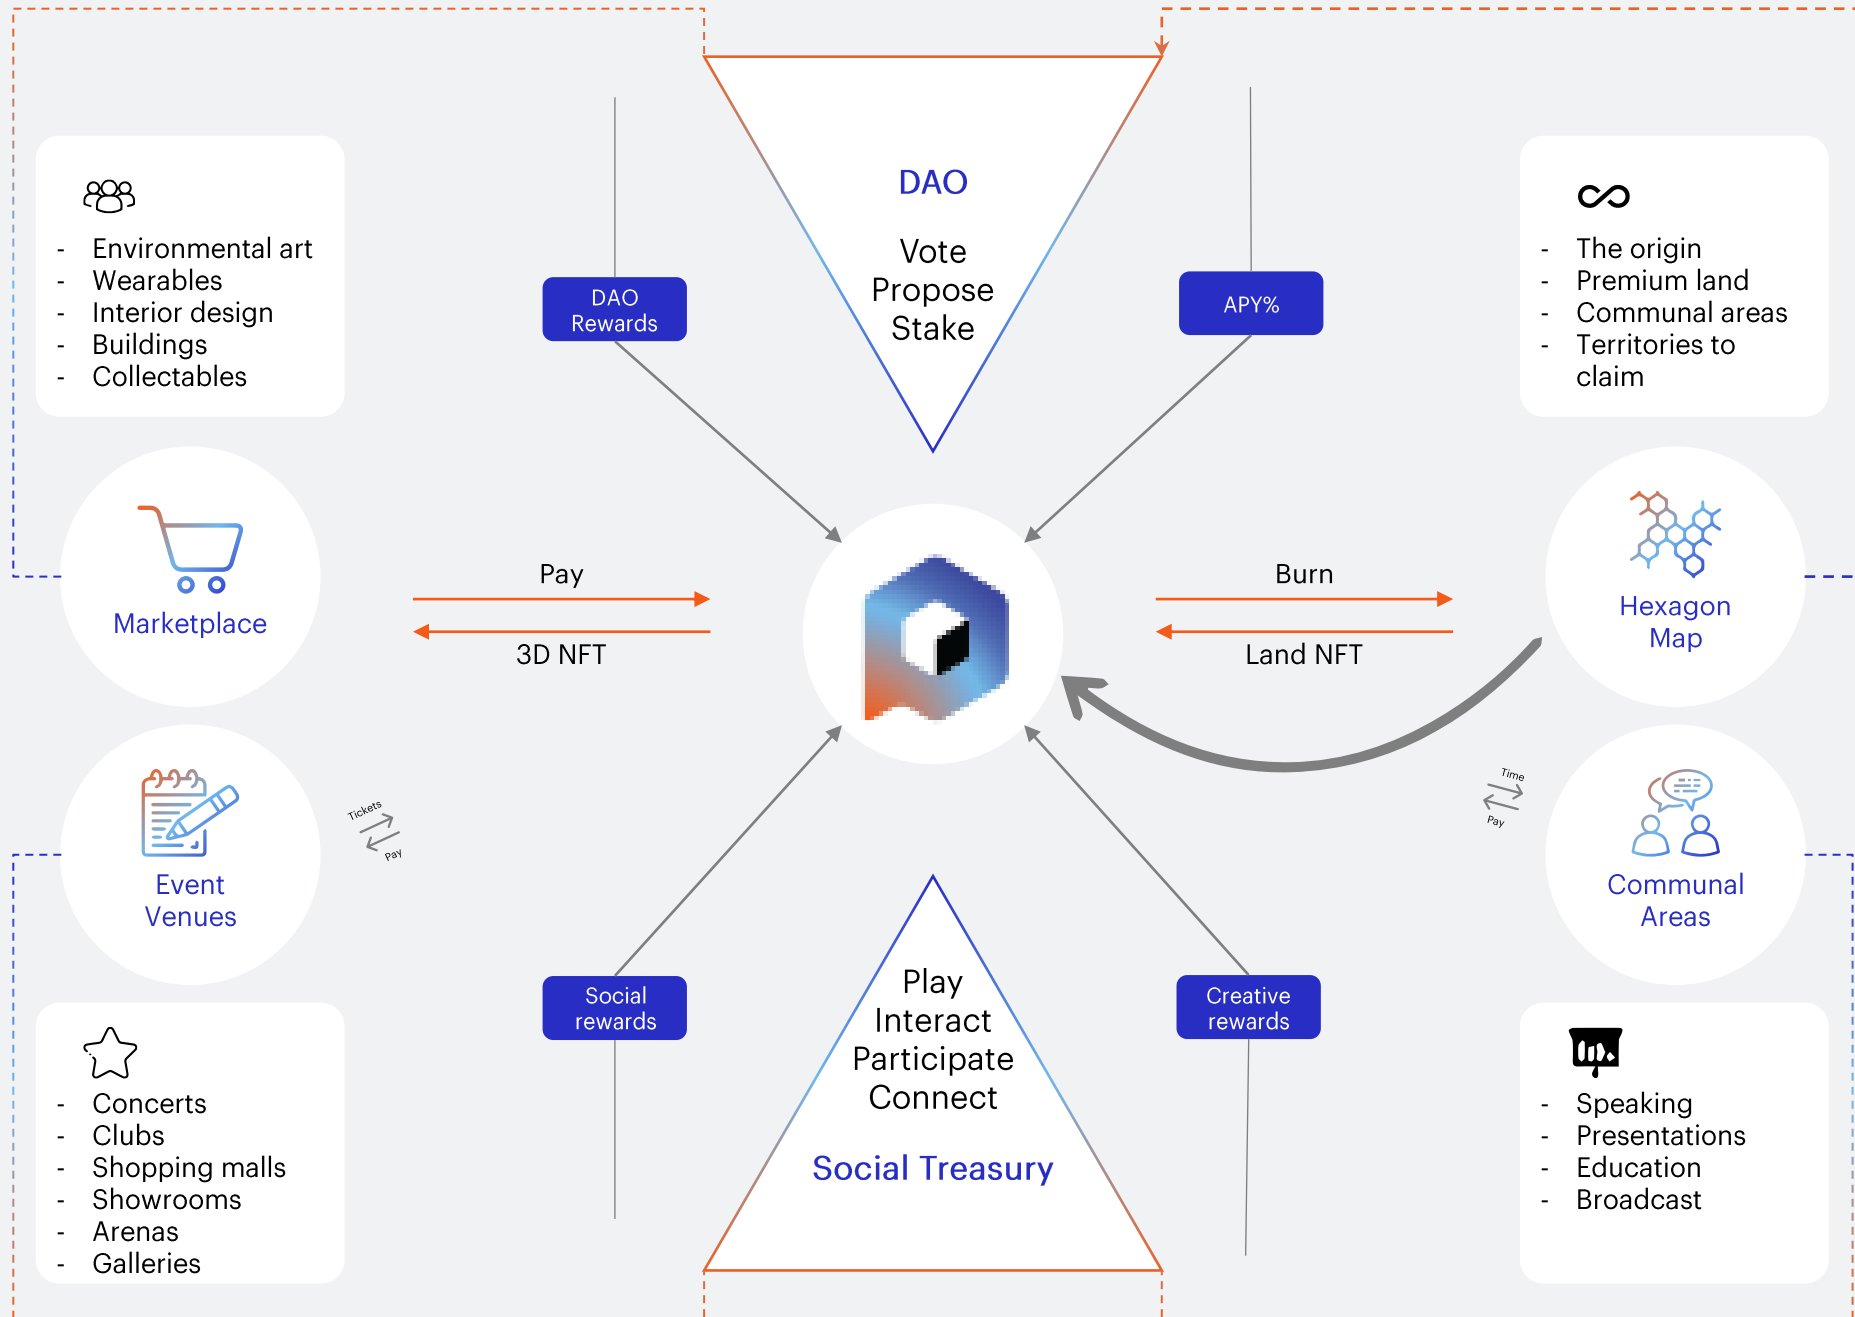 DAO
Vote
Propose
Stake
DAO
Rewards
APY%
- Environmental art
- Wearables
- Interior design
- Buildings
- Collectables
- The origin
- Premium land
- Communal areas
- Territories to
claim
Marketplace
Pay
3D NFT
Burn
Land NFT
Hexagon
Map
Event
Venues
Tickets
Pay
Time
Pay
Communal
Areas
Social
rewards
Creative
rewards
Play
Interact
Participate
Connect
Social Treasury
- Concerts
- Clubs
- Shopping malls
- Showrooms
- Arenas
- Galleries
- Speaking
- Presentations
- Education
- Broadcast